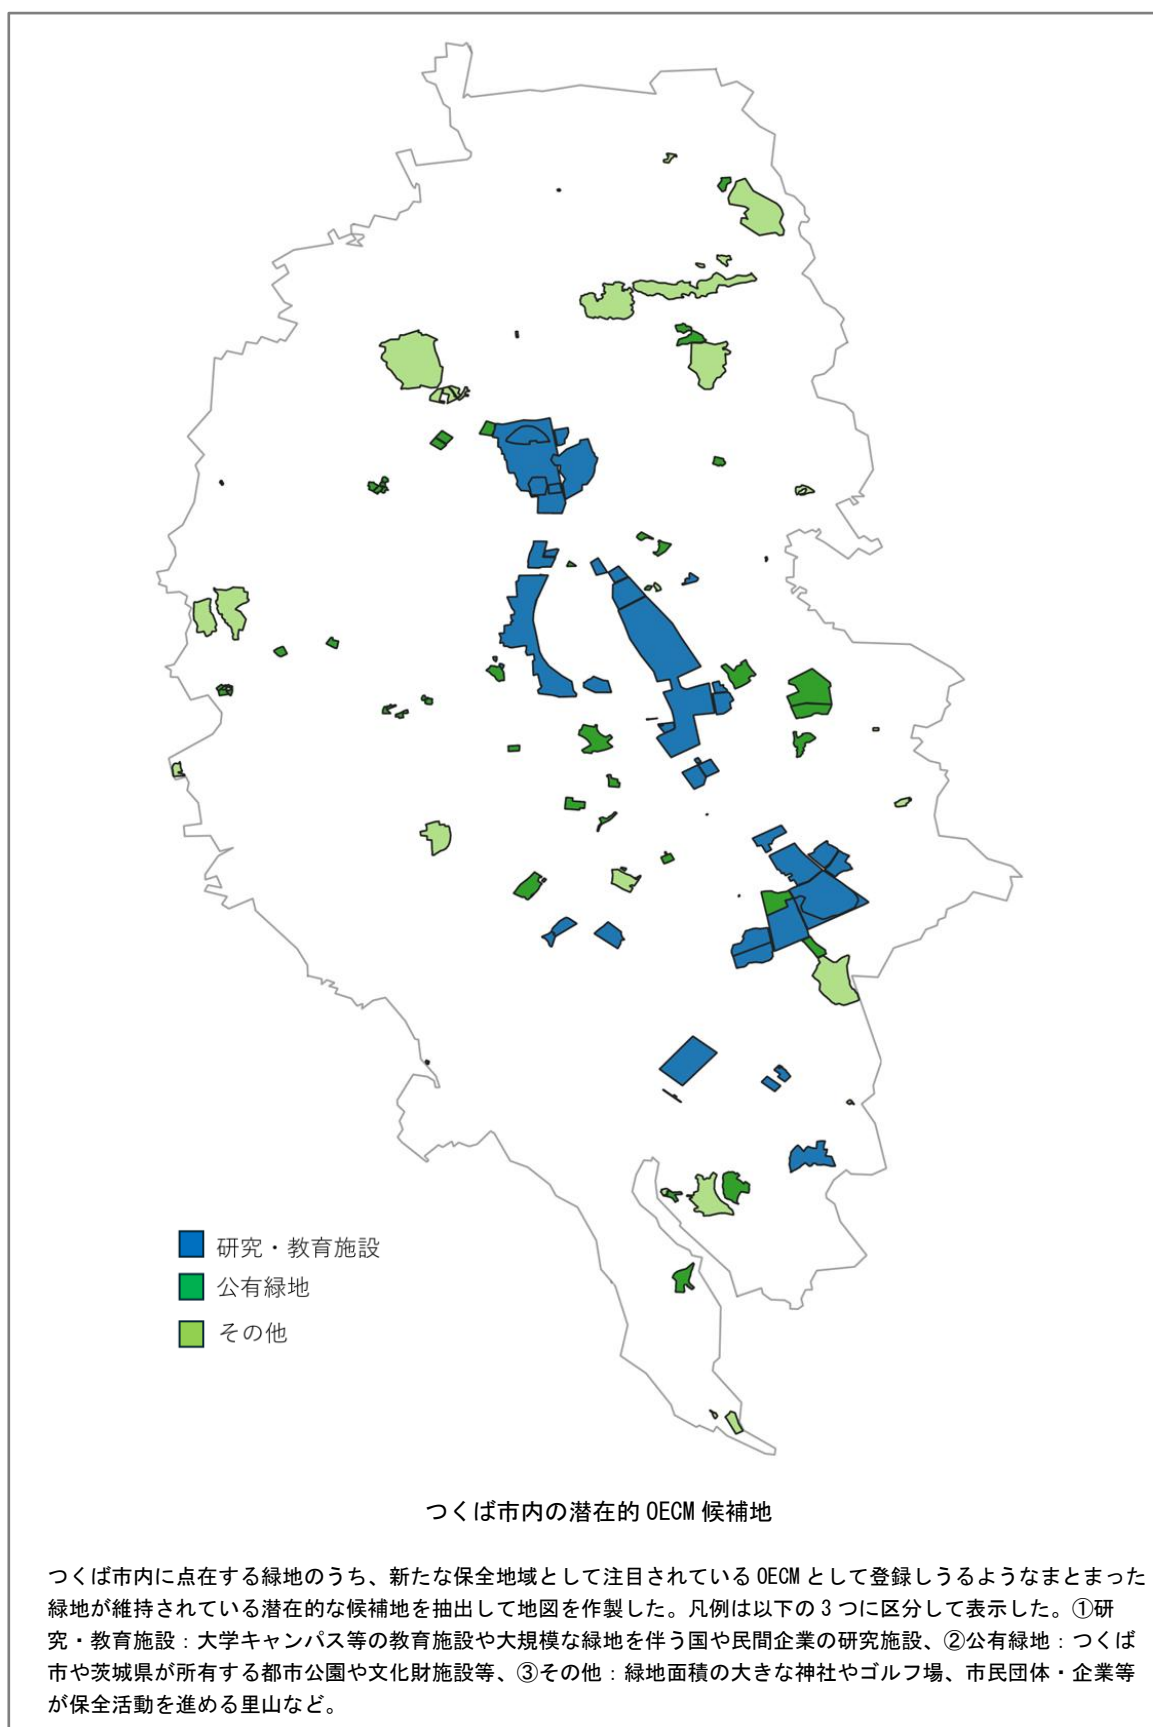 研究・教育施設
公有緑地
その他
つくば市内の潜在的 OECM 候補地
つくば市内に点在する緑地のうち、新たな保全地域として注目されている OECM として登録しうるようなまとまった
緑地が維持されている潜在的な候補地を抽出して地図を作製した。凡例は以下の 3 つに区分して表示した。①研
究・教育施設：大学キャンパス等の教育施設や大規模な緑地を伴う国や民間企業の研究施設、②公有緑地：つくば
市や茨城県が所有する都市公園や文化財施設等、③その他：緑地面積の大きな神社やゴルフ場、市民団体・企業等
が保全活動を進める里山など。